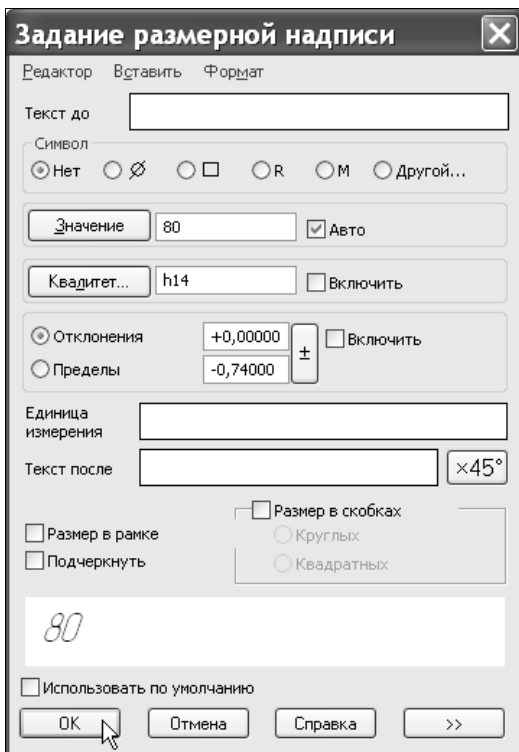 Задание размерной надписи
Редактор Вставить Формат
Текст до
Символ
Нет Ø □ R М Другой...
Значение 80 Авто
Квалитет... h14 Включить
Отклонения +0,00000 ± Включить
Пределы -0,74000
Единица
измерения
Текст после ×45°
Размер в скобках
Размер в рамке Круглых
Подчеркнуть Квадратных
80
Использовать по умолчанию
OK Отмена Справка >>